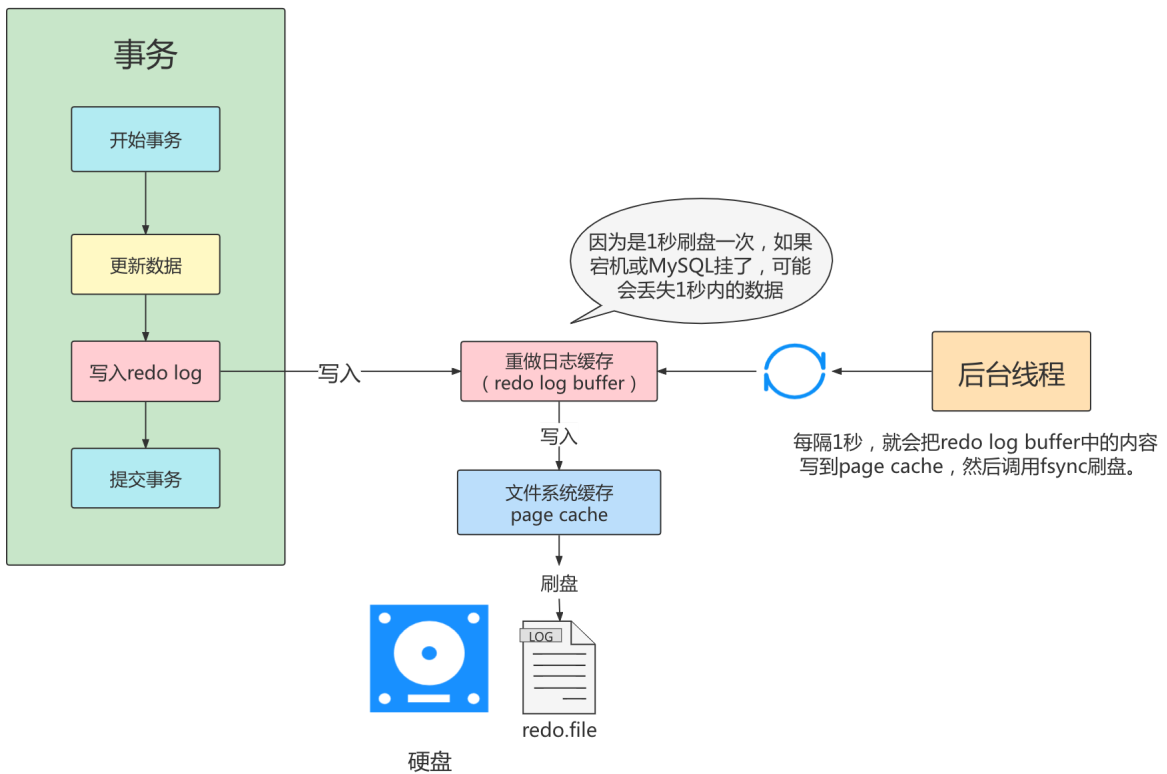 事务
开始事务
更新数据
写入redo log
提交事务
写入
因为是1秒刷盘一次，如果
宕机或MySQL挂了，可能
会丢失1秒内的数据
重做日志缓存
（redo log buffer）
后台线程
每隔1秒，就会把redo log buffer中的内容
写到page cache，然后调用fsync刷盘。
写入
文件系统缓存
page cache
刷盘
LOG
redo.file
硬盘